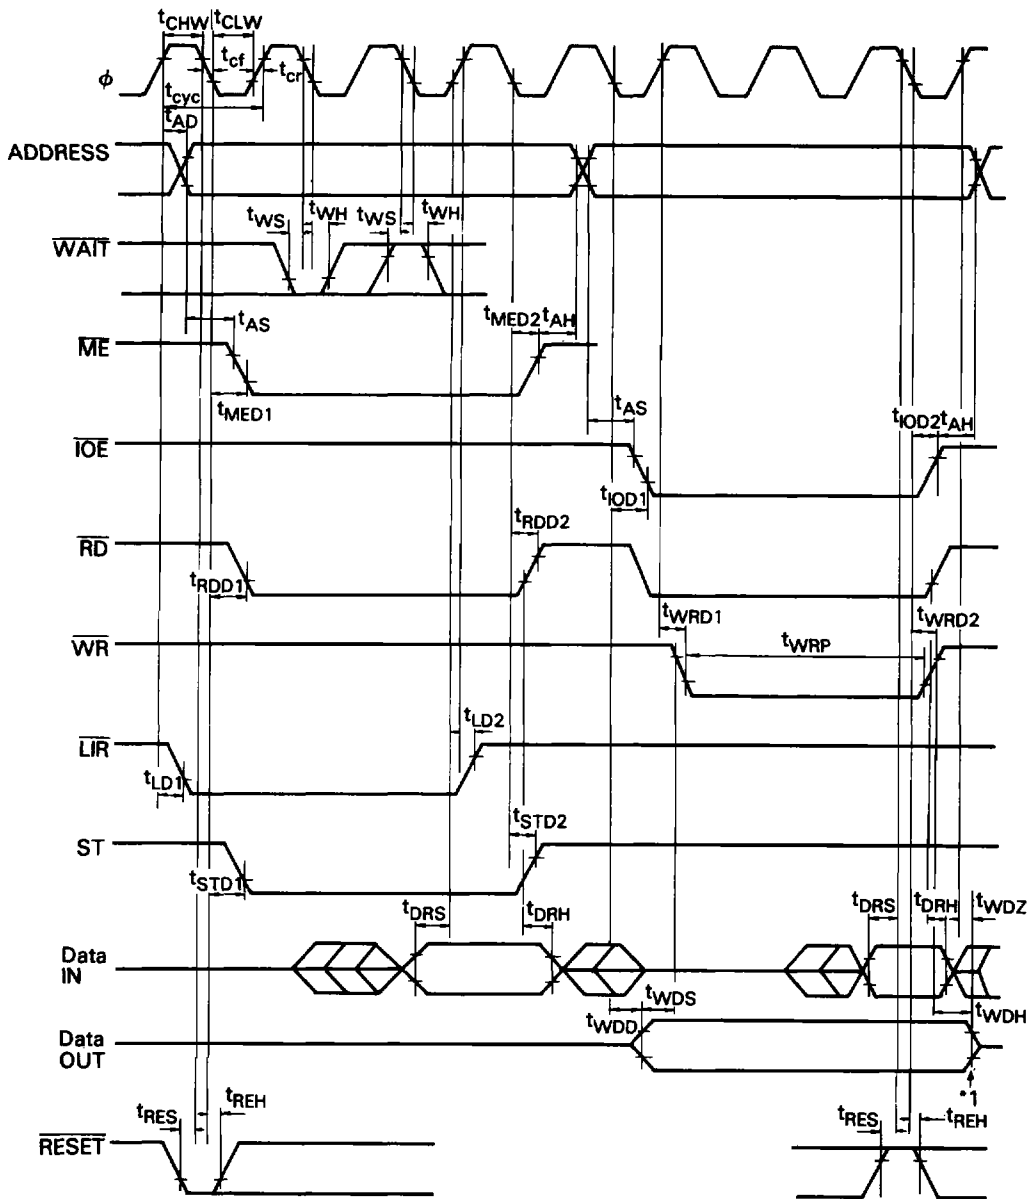 tCHW tCLW
tcf
φ
tcr
tcyc
tAD
ADDRESS
tWS tWH tWS tWH
WAIT
tAS
tMED2 tAH
ME
tMED1
tAS
tIOD2 tAH
IOE
tIOD1
tRDD2
RD
tRDD1
tWRD1
tWRP
tWRD2
WR
tLD2
LIR
tLD1
tSTD2
ST
tSTD1
tDRS tDRH tDRS tDRH tWDZ
Data
IN
tWDS
tWDH
tWDD
Data
OUT
*1
tRES tREH tRES tREH
RESET